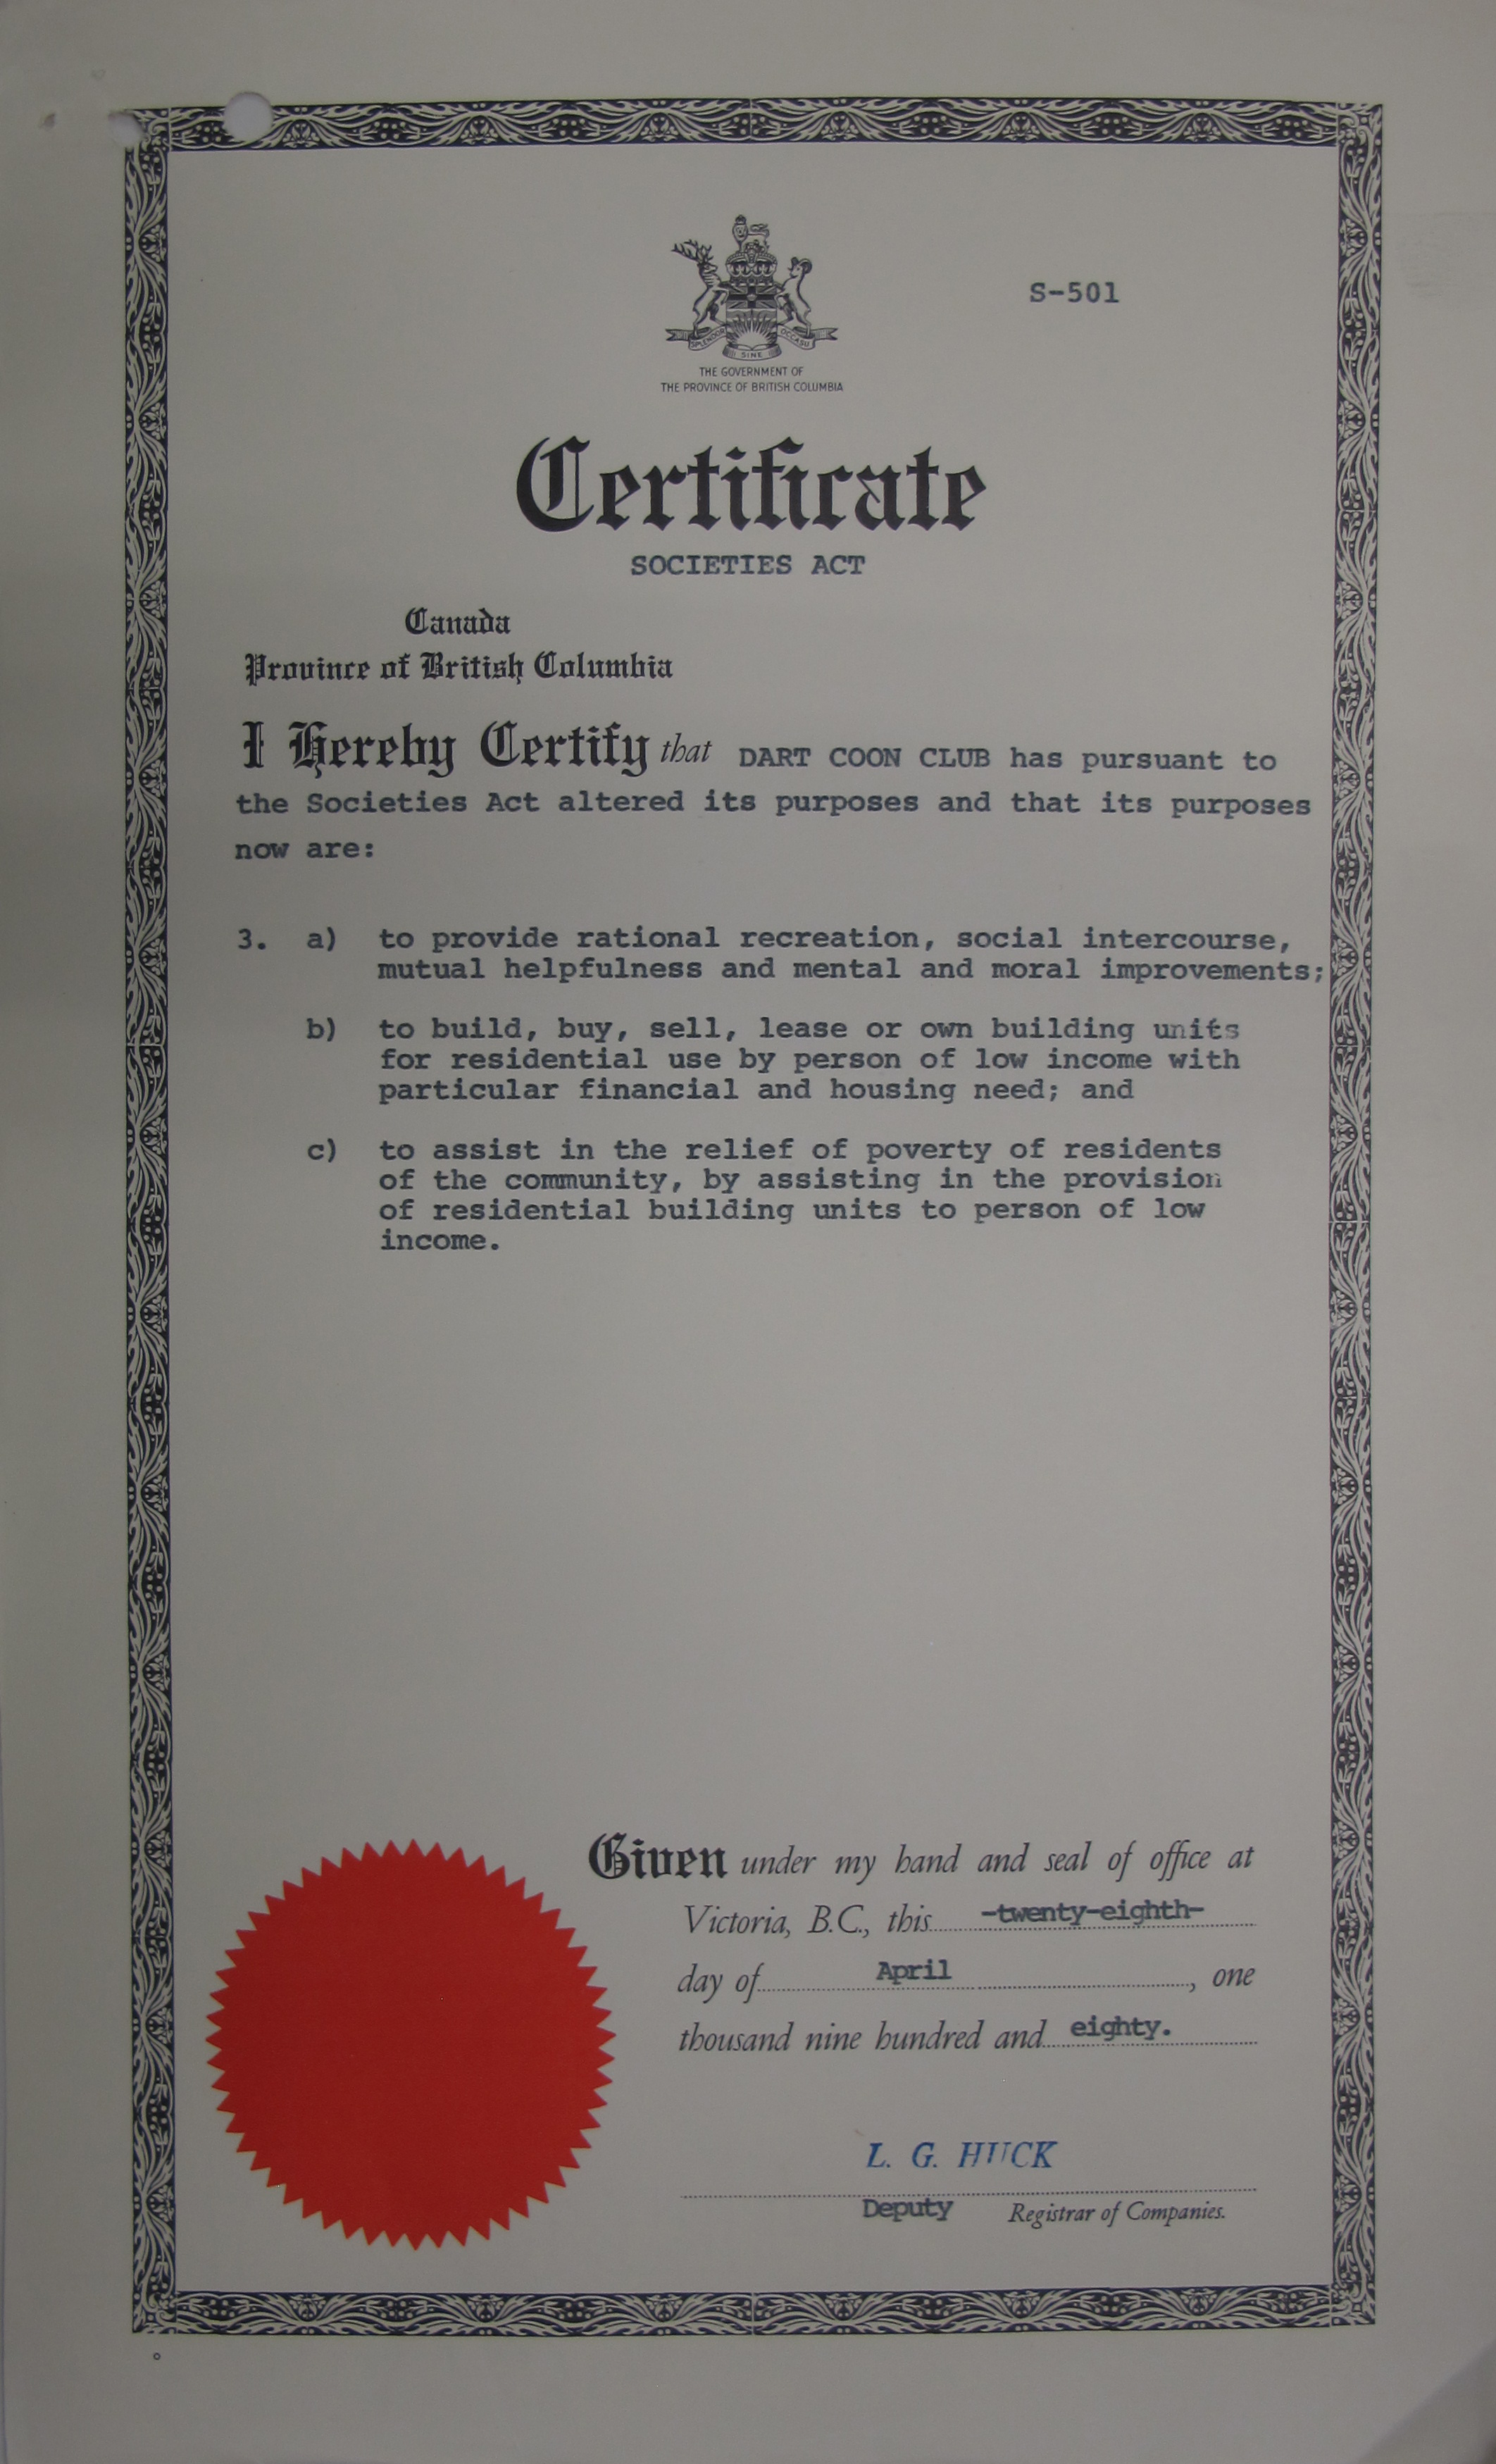 S-501
SPLENDOR SINE OCCASU
THE GOVERNMENT OF
THE PROVINCE OF BRITISH COLUMBIA
Certificate
SOCIETIES ACT
Canada
Province of British Columbia
I Hereby Certify that DART COON CLUB has pursuant to
the Societies Act altered its purposes and that its purposes
now are:
3. a) to provide rational recreation, social intercourse,
mutual helpfulness and mental and moral improvements;
b) to build, buy, sell, lease or own building units
for residential use by person of low income with
particular financial and housing need; and
c) to assist in the relief of poverty of residents
of the community, by assisting in the provision
of residential building units to person of low
income.
Given under my hand and seal of office at
Victoria, B.C., this -twenty-eighth-
day of April, one
thousand nine hundred and eighty.
L. G. HUCK
Deputy Registrar of Companies.